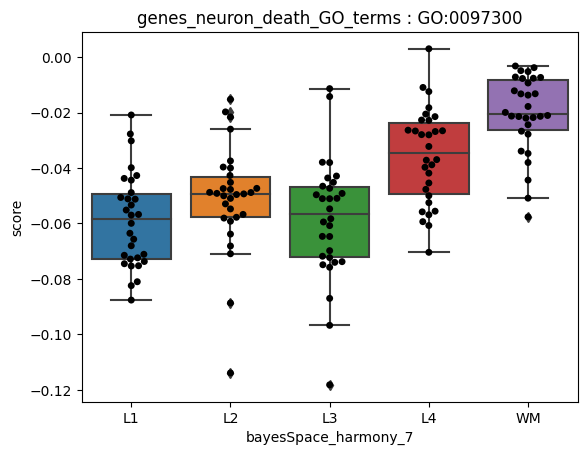 genes_neuron_death_GO_terms : GO:0097300
0.00
−0.02
−0.04
−0.06
−0.08
−0.10
−0.12
score
L1 L2 L3 L4 WM
bayesSpace_harmony_7